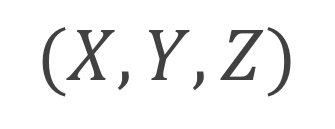 (X, Y, Z)